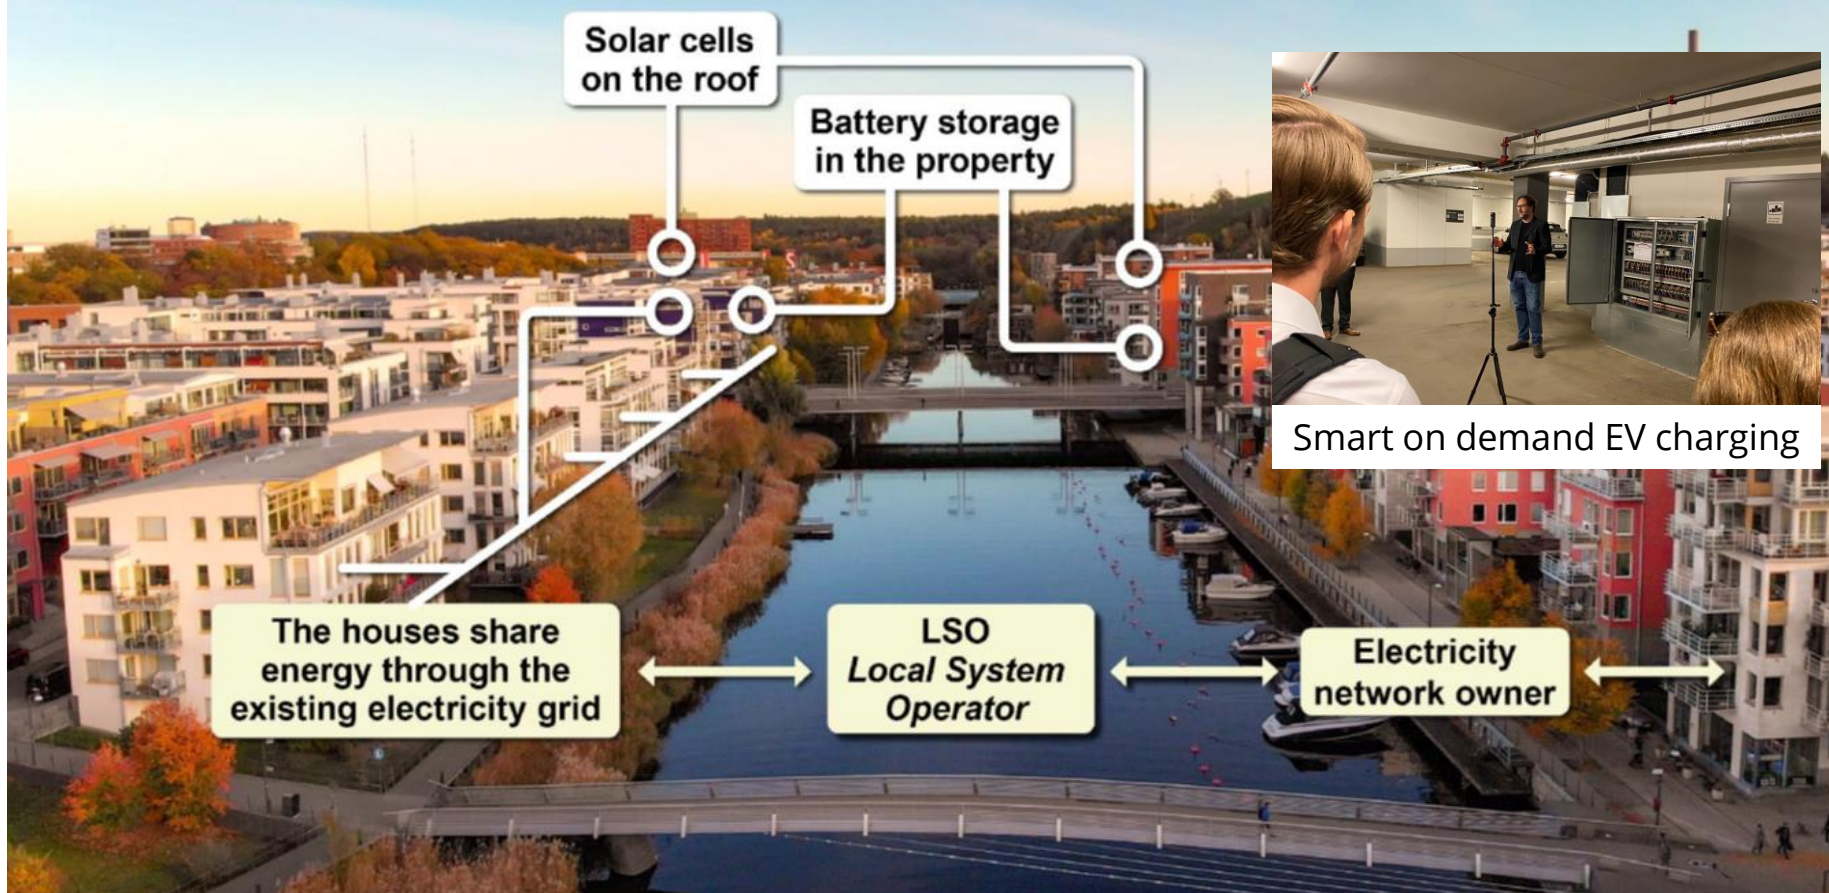 Solar cells
on the roof
Battery storage
in the property
Smart on demand EV charging
The houses share
energy through the
existing electricity grid
LSO
Local System
Operator
Electricity
network owner